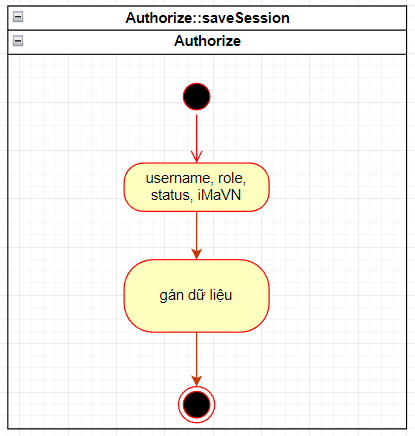 Authorize::saveSession
Authorize
username, role,
status, iMaVN
gán dữ liệu